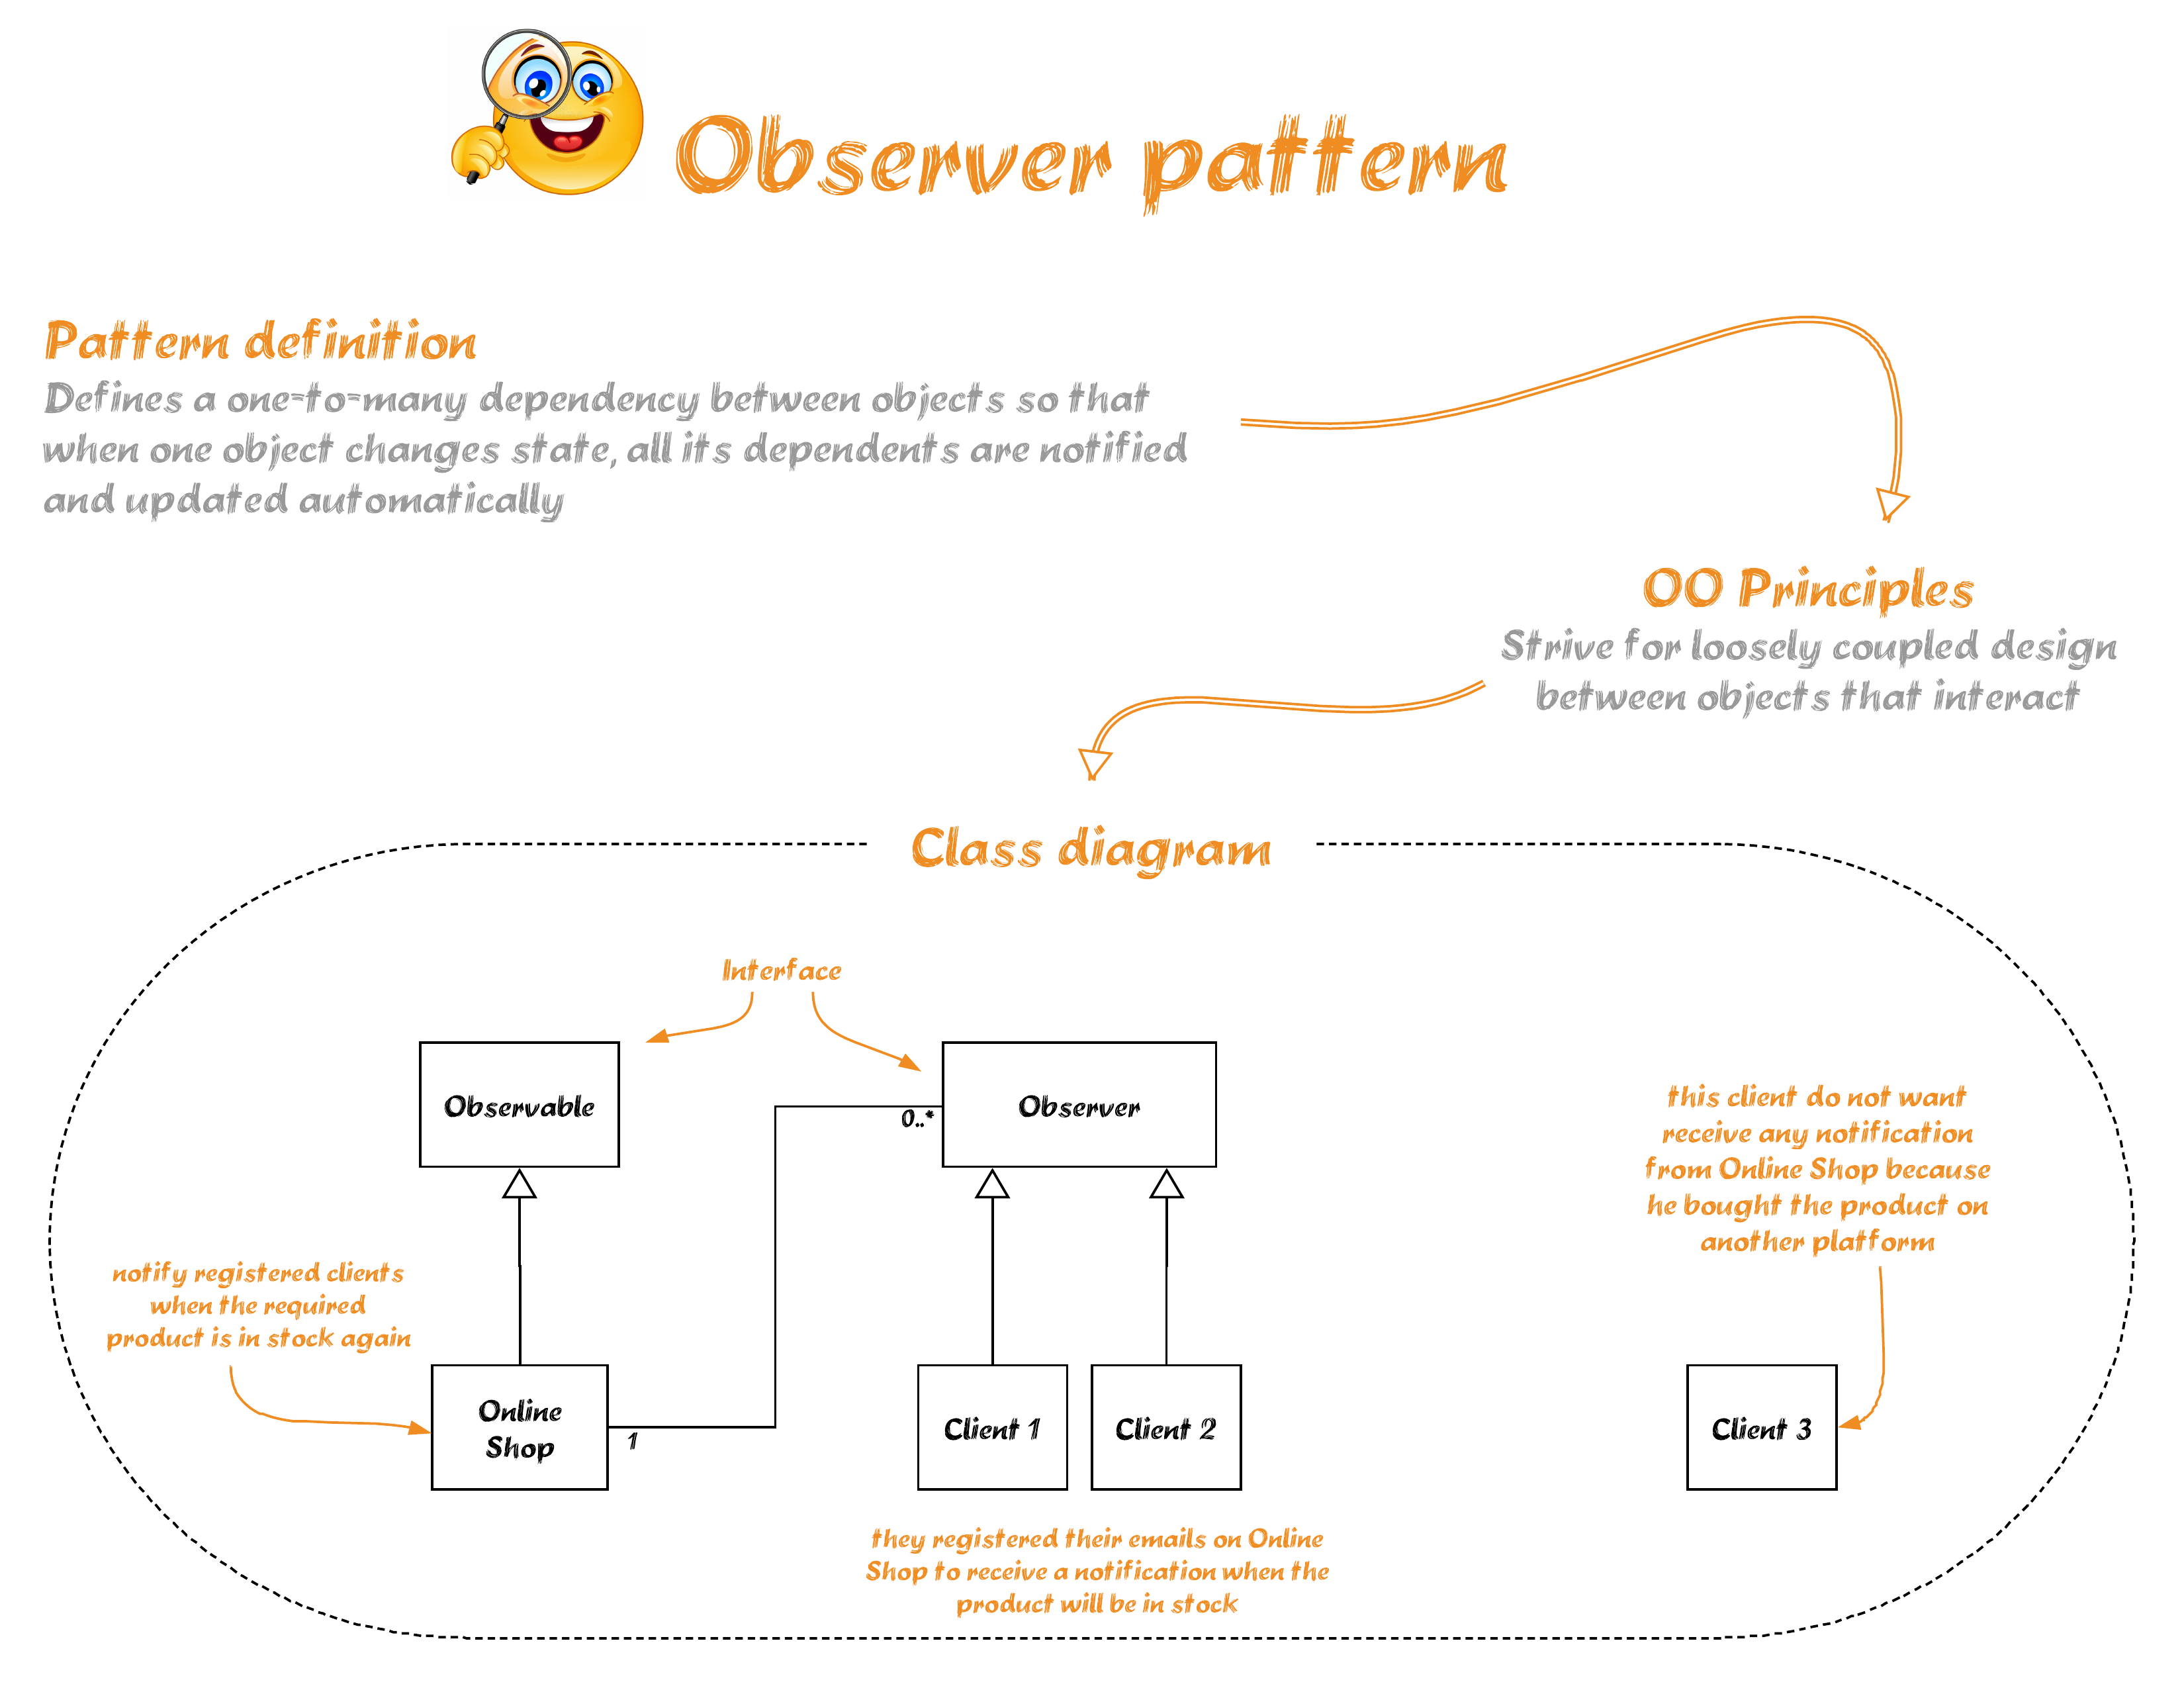 Observer pattern
Pattern definition
Defines a one-to-many dependency between objects so that
when one object changes state, all its dependents are notified
and updated automatically
OO Principles
Strive for loosely coupled design
between objects that interact
Class diagram
Interface
Observable
Observer
0..*
this client do not want
receive any notification
from Online Shop because
he bought the product on
another platform
notify registered clients
when the required
product is in stock again
Online
Shop
1
Client 1
Client 2
Client 3
they registered their emails on Online
Shop to receive a notification when the
product will be in stock